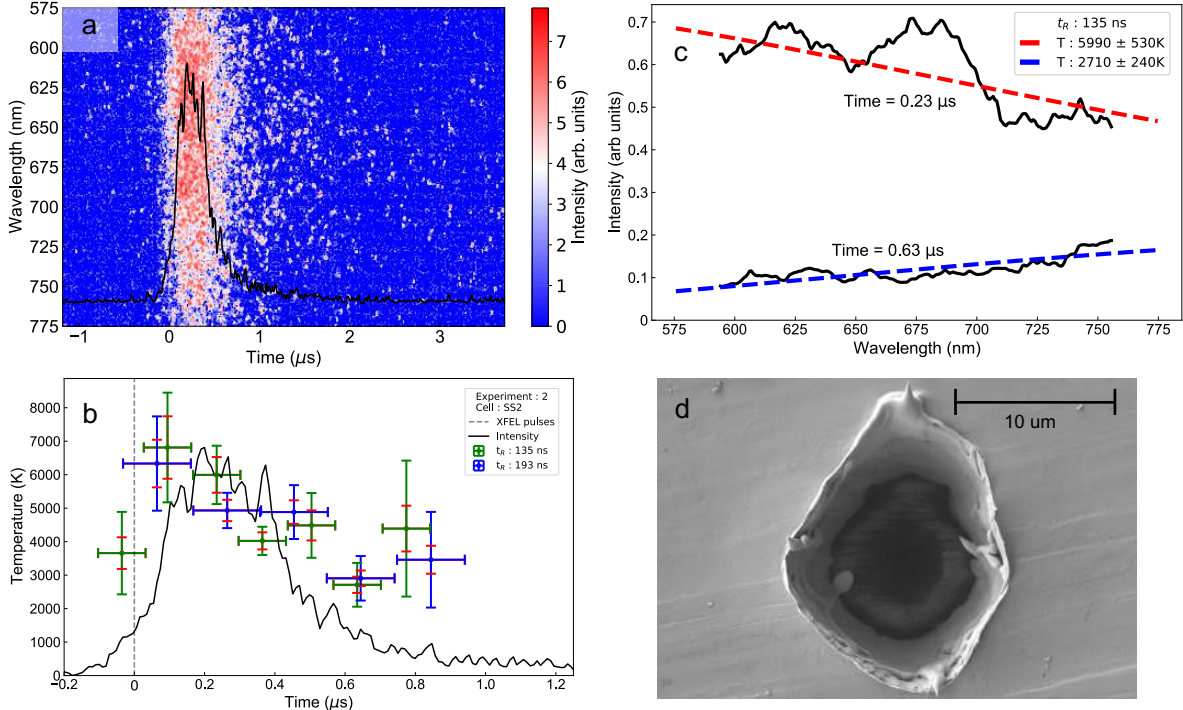 a
575
600
625
650
675
700
725
750
775
Wavelength (nm)
−1
0
1
2
3
Time (μs)
7
6
5
4
3
2
1
0
Intensity (arb. units)
c
0.7
0.6
0.5
0.4
0.3
0.2
0.1
0
Intensity (arb units)
t_R : 135 ns
T : 5990 ± 530K
T : 2710 ± 240K
Time = 0.23 μs
Time = 0.63 μs
575
600
625
650
675
700
725
750
775
Wavelength (nm)
b
8000
7000
6000
5000
4000
3000
2000
1000
0
Temperature (K)
Experiment : 2
Cell : SS2
XFEL pulses
Intensity
t_R : 135 ns
t_R : 193 ns
−0.2
0
0.2
0.4
0.6
0.8
1.0
1.2
Time (μs)
d
10 um